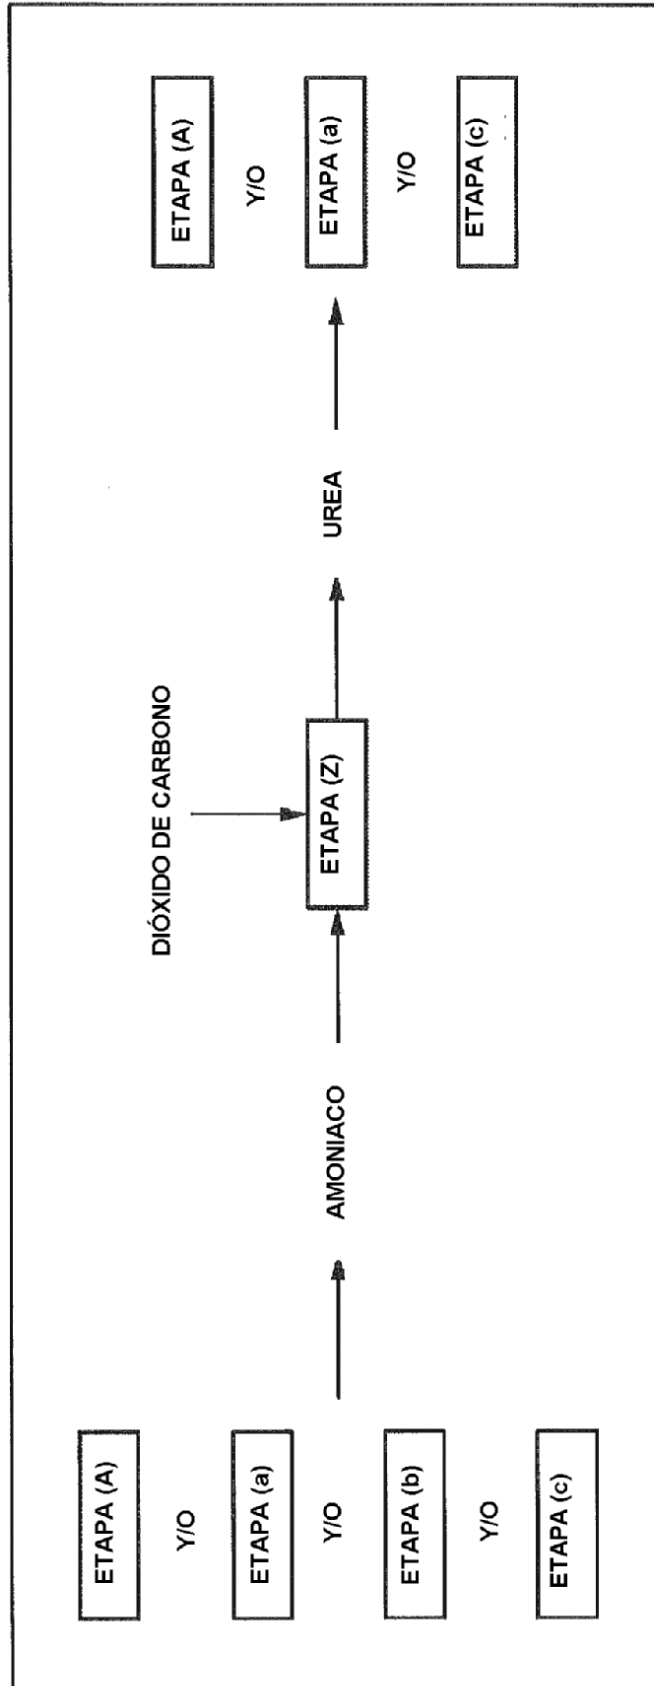 ETAPA (A)
Y/O
ETAPA (a)
Y/O
ETAPA (b)
Y/O
ETAPA (c)
AMONIACO
DIÓXIDO DE CARBONO
ETAPA (Z)
UREA
ETAPA (A)
Y/O
ETAPA (a)
Y/O
ETAPA (c)